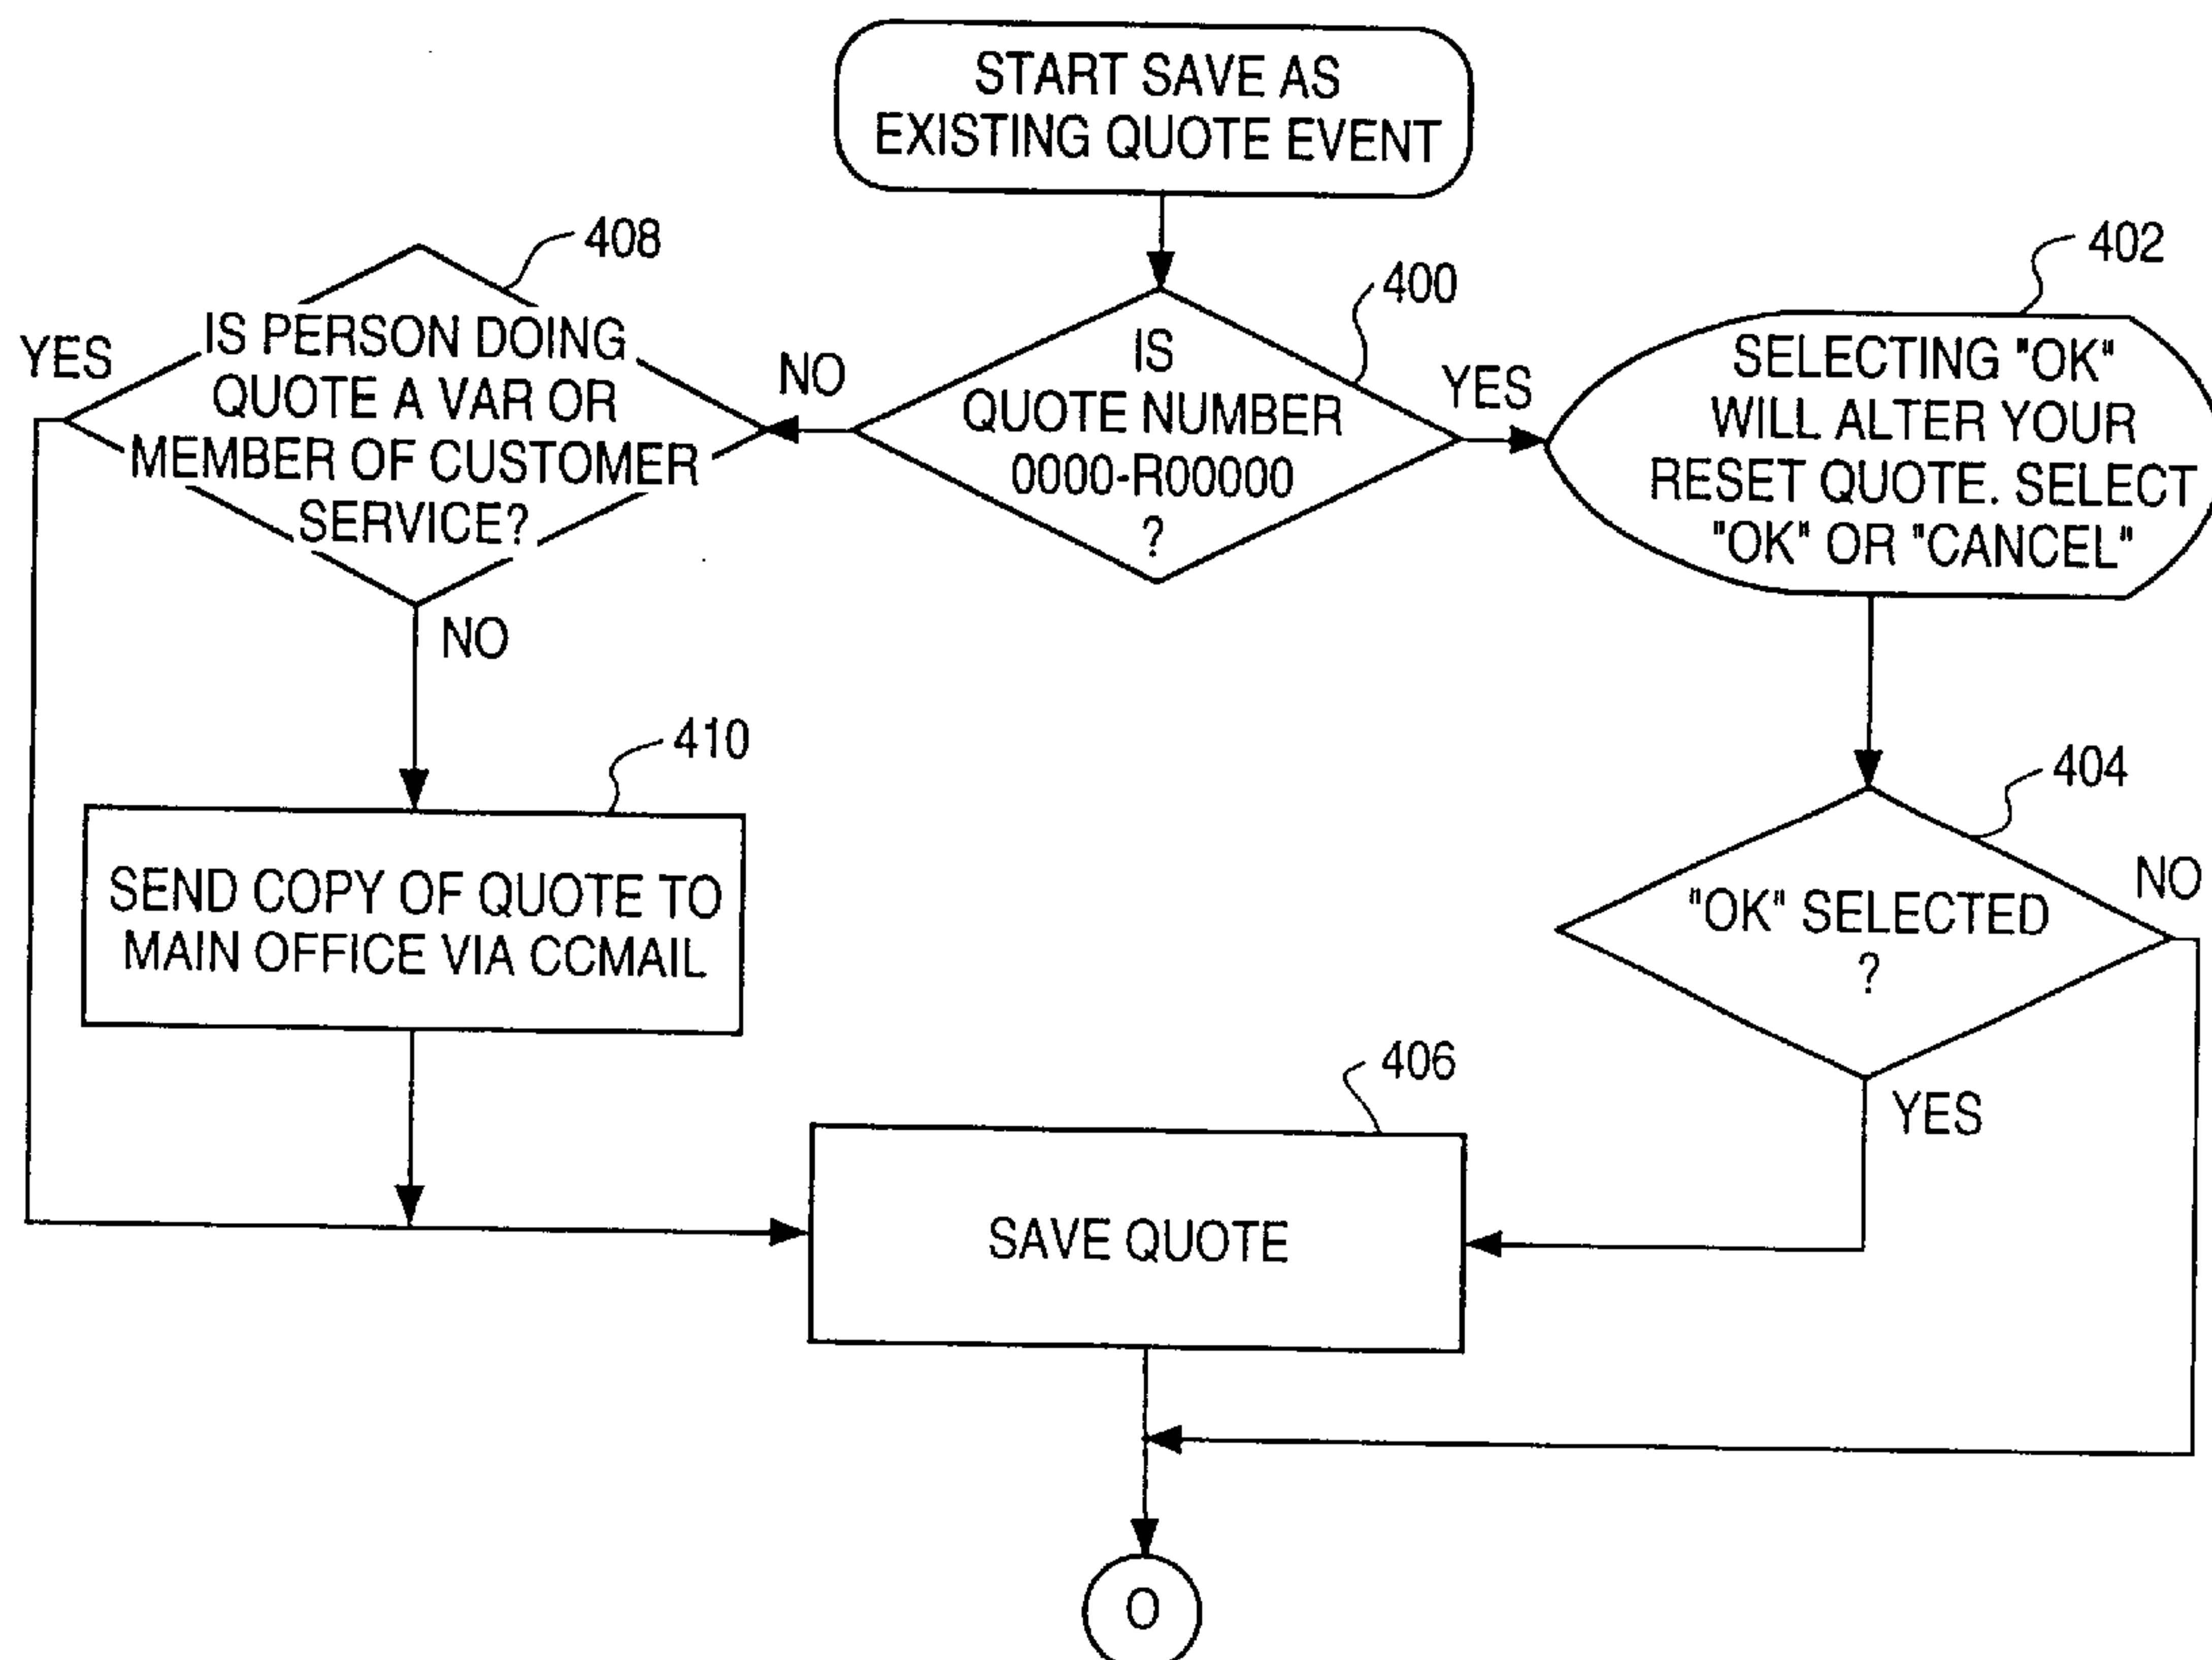 START SAVE AS
EXISTING QUOTE EVENT
408
400
402
YES
IS PERSON DOING
QUOTE A VAR OR
MEMBER OF CUSTOMER
SERVICE?
NO
IS
QUOTE NUMBER
0000-R00000
?
YES
SELECTING "OK"
WILL ALTER YOUR
RESET QUOTE. SELECT
"OK" OR "CANCEL"
NO
410
404
SEND COPY OF QUOTE TO
MAIN OFFICE VIA CCMAIL
"OK" SELECTED
?
NO
YES
406
SAVE QUOTE
O